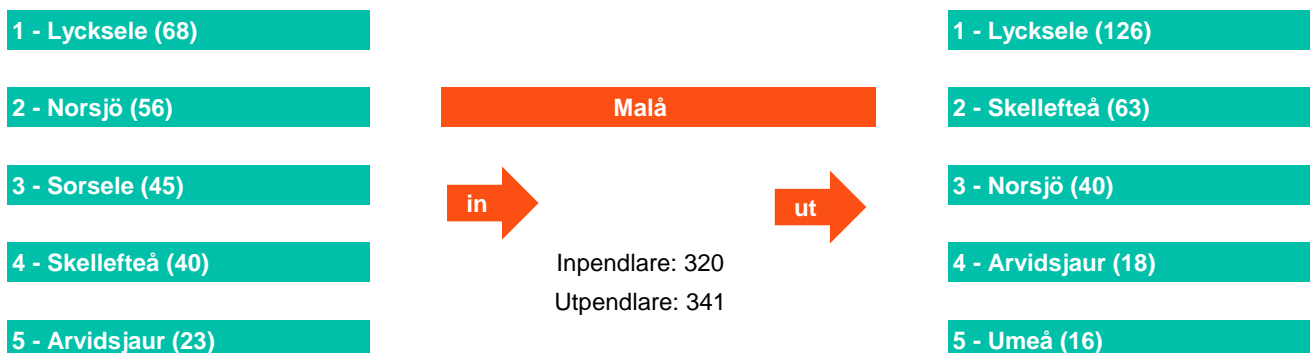 1 - Lycksele (68)
2 - Norsjö (56)
3 - Sorsele (45)
4 - Skellefteå (40)
5 - Arvidsjaur (23)
Malå
in
ut
Inpendlare: 320
Utpendlare: 341
1 - Lycksele (126)
2 - Skellefteå (63)
3 - Norsjö (40)
4 - Arvidsjaur (18)
5 - Umeå (16)